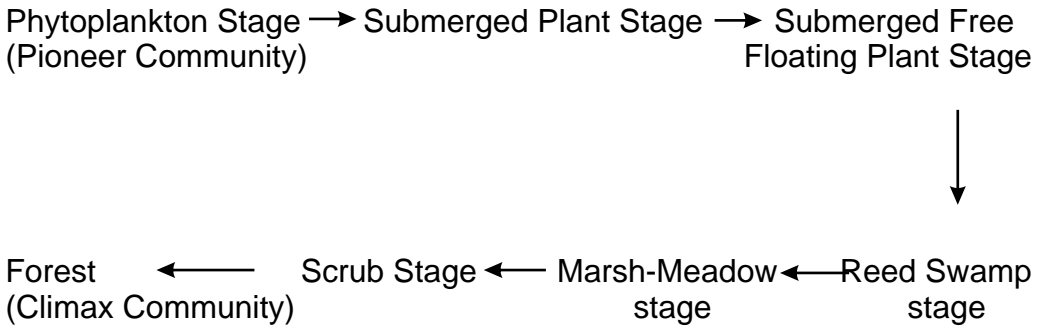 Phytoplankton Stage Submerged Plant Stage Submerged Free
(Pioneer Community) Floating Plant Stage
Forest Scrub Stage Marsh-Meadow Reed Swamp
(Climax Community) stage stage